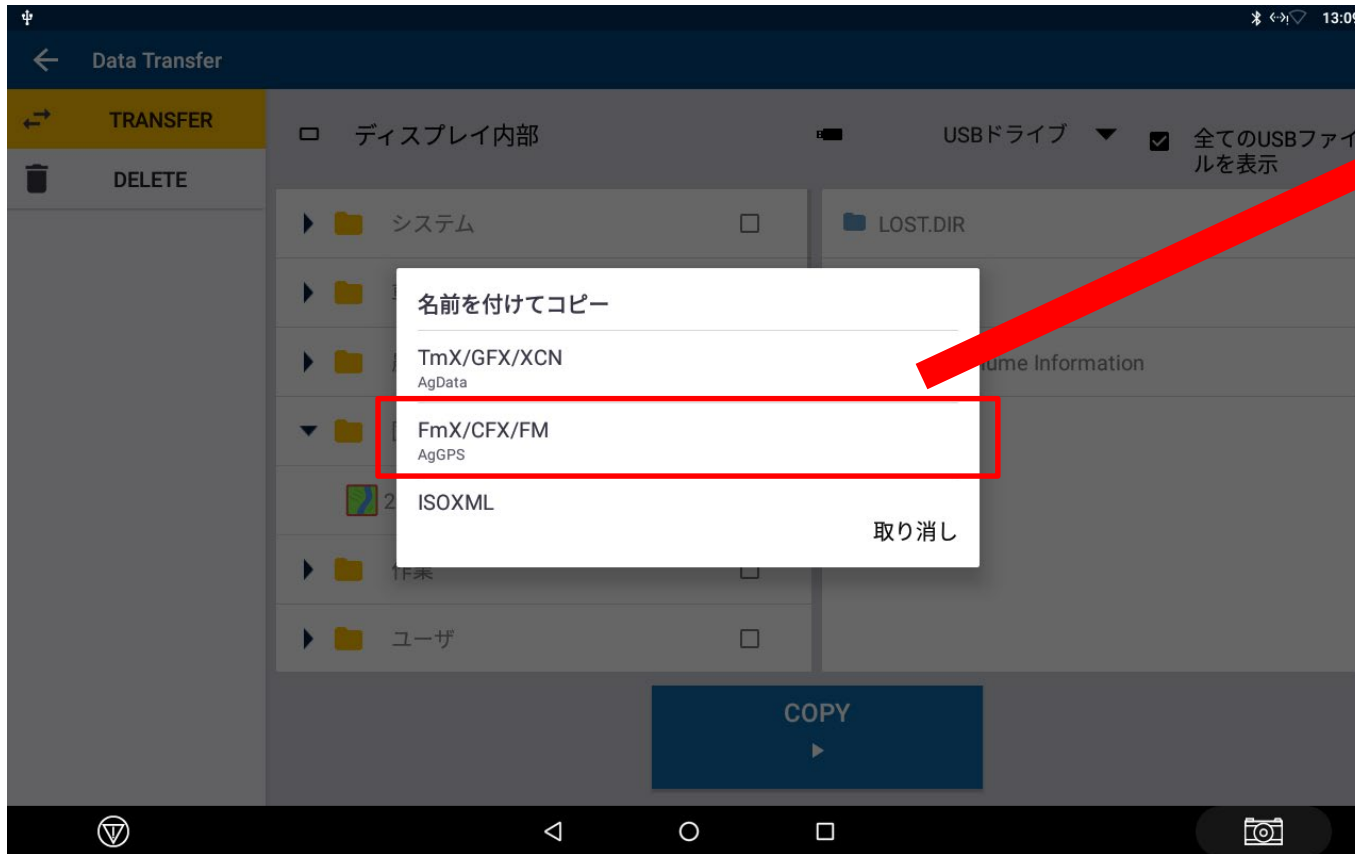 13:09
Data Transfer
TRANSFER
DELETE
ディスプレイ内部
USBドライブ
全てのUSBファイ
ルを表示
システム
LOST.DIR
名前を付けてコピー
TmX/GFX/XCN
AgData
Information
FmX/CFX/FM
AgGPS
2
ISOXML
取り消し
作業
ユーザ
COPY